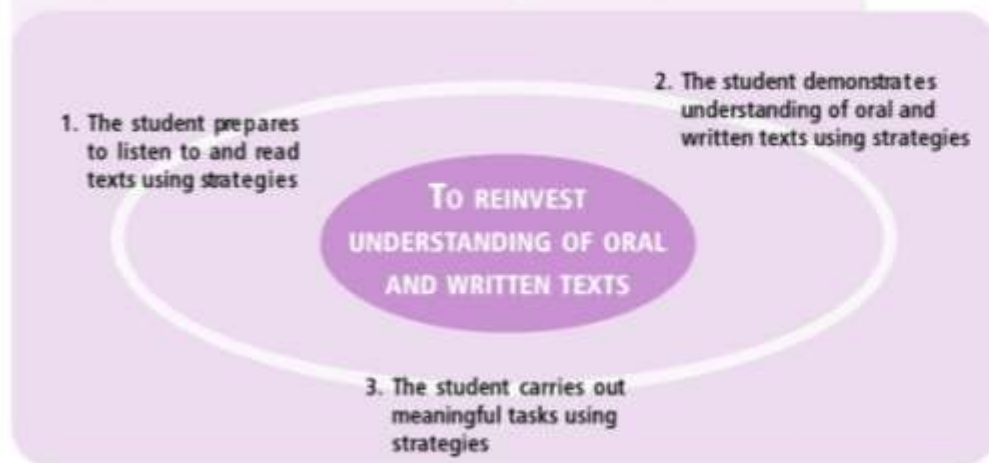 1. The student prepares
to listen to and read
texts using strategies
2. The student demonstrates
understanding of oral and
written texts using strategies
To REINVEST
UNDERSTANDING OF ORAL
AND WRITTEN TEXTS
3. The student carries out
meaningful tasks using
strategies